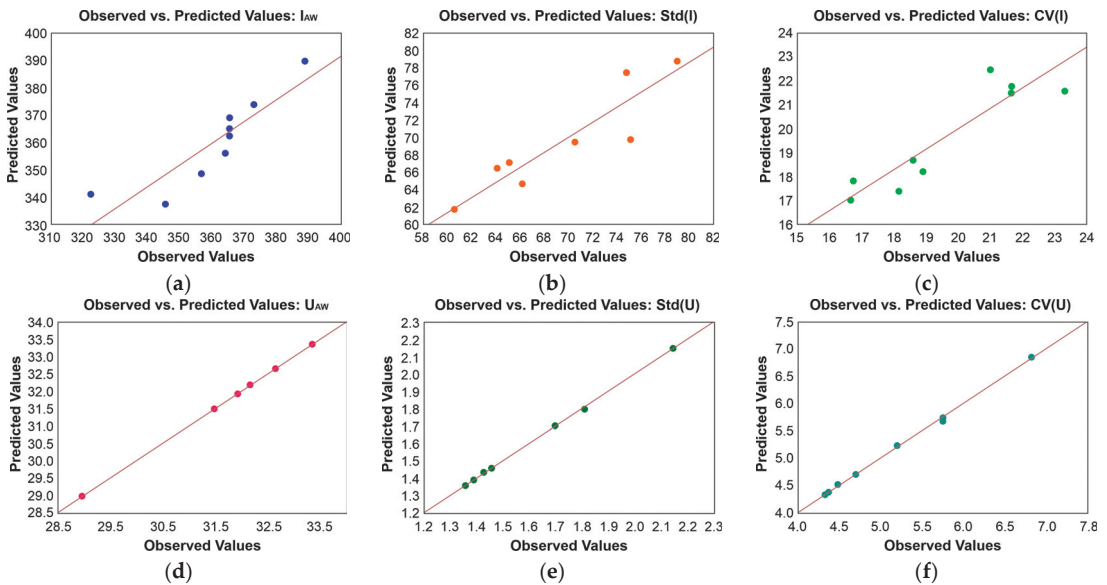 Observed vs. Predicted Values: IAW
Predicted Values
400
390
380
370
360
350
340
330
310 320 330 340 350 360 370 380 390 400
Observed Values
(a)
Observed vs. Predicted Values: Std(I)
Predicted Values
82
80
78
76
74
72
70
68
66
64
62
60
58 60 62 64 66 68 70 72 74 76 78 80 82
Observed Values
(b)
Observed vs. Predicted Values: CV(I)
Predicted Values
24
23
22
21
20
19
18
17
16
15 16 17 18 19 20 21 22 23 24
Observed Values
(c)
Observed vs. Predicted Values: UAW
Predicted Values
34.0
33.5
33.0
32.5
32.0
31.5
31.0
30.5
30.0
29.5
29.0
28.5
28.5 29.5 30.5 31.5 32.5 33.5
Observed Values
(d)
Observed vs. Predicted Values: Std(U)
Predicted Values
2.3
2.2
2.1
2.0
1.9
1.8
1.7
1.6
1.5
1.4
1.3
1.2
1.2 1.3 1.4 1.5 1.6 1.7 1.8 1.9 2.0 2.1 2.2 2.3
Observed Values
(e)
Observed vs. Predicted Values: CV(U)
Predicted Values
7.5
7.0
6.5
6.0
5.5
5.0
4.5
4.0
4.0 4.5 5.0 5.5 6.0 6.5 7.0 7.8
Observed Values
(f)